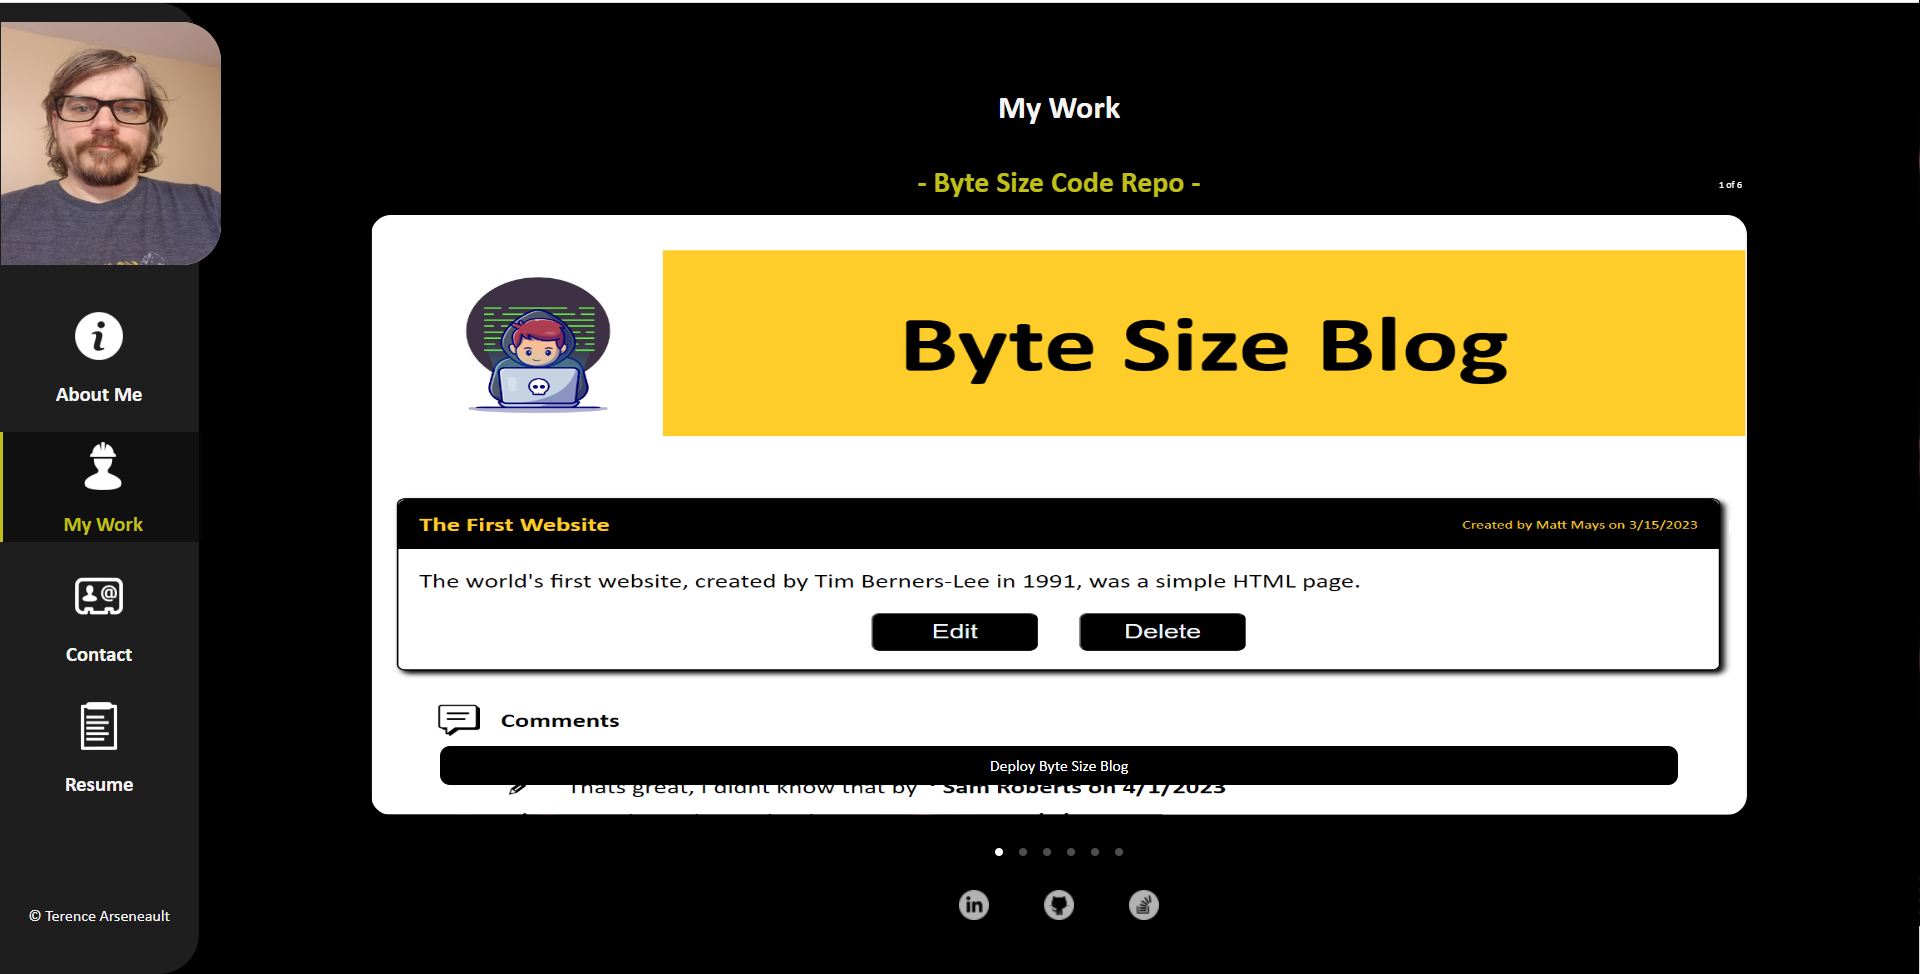 My Work
- Byte Size Code Repo -
1 of 6
Byte Size Blog
About Me
My Work
Contact
Resume
© Terence Arseneault
The First Website
Created by Matt Mays on 3/15/2023
The world's first website, created by Tim Berners-Lee in 1991, was a simple HTML page.
Edit
Delete
Comments
Deploy Byte Size Blog
Thats great, I didnt know that by Sam Roberts on 4/1/2023
in